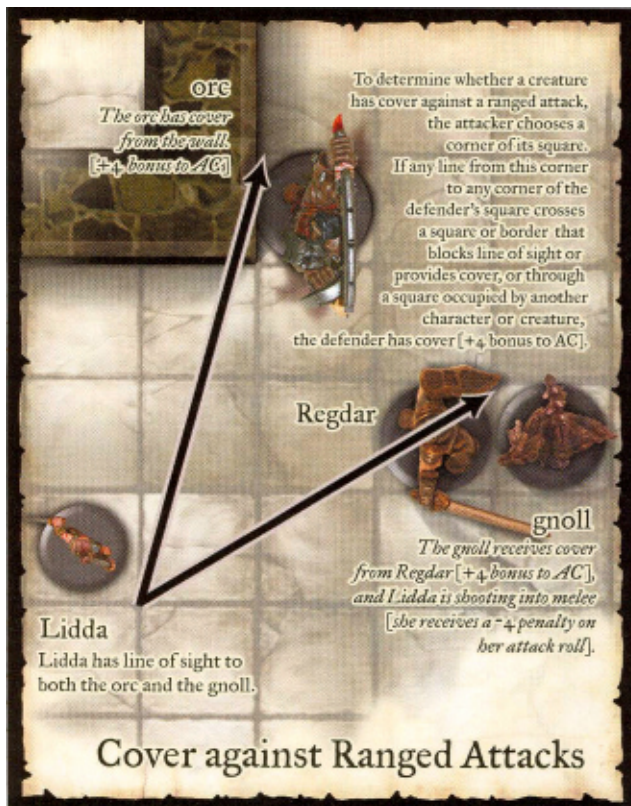 orc
The orc has cover
from the wall.
[+4 bonus to AC]
To determine whether a creature
has cover against a ranged attack,
the attacker chooses a
corner of its square.
If any line from this corner
to any corner of the
defender's square crosses
a square or border that
blocks line of sight or
provides cover, or through
a square occupied by another
character or creature,
the defender has cover [+4 bonus to AC].
Regdar
gnoll
The gnoll receives cover
from Regdar [+4 bonus to AC],
and Lidda is shooting into melee
[she receives a -4 penalty on
her attack roll].
Lidda
Lidda has line of sight to
both the orc and the gnoll.
Cover against Ranged Attacks